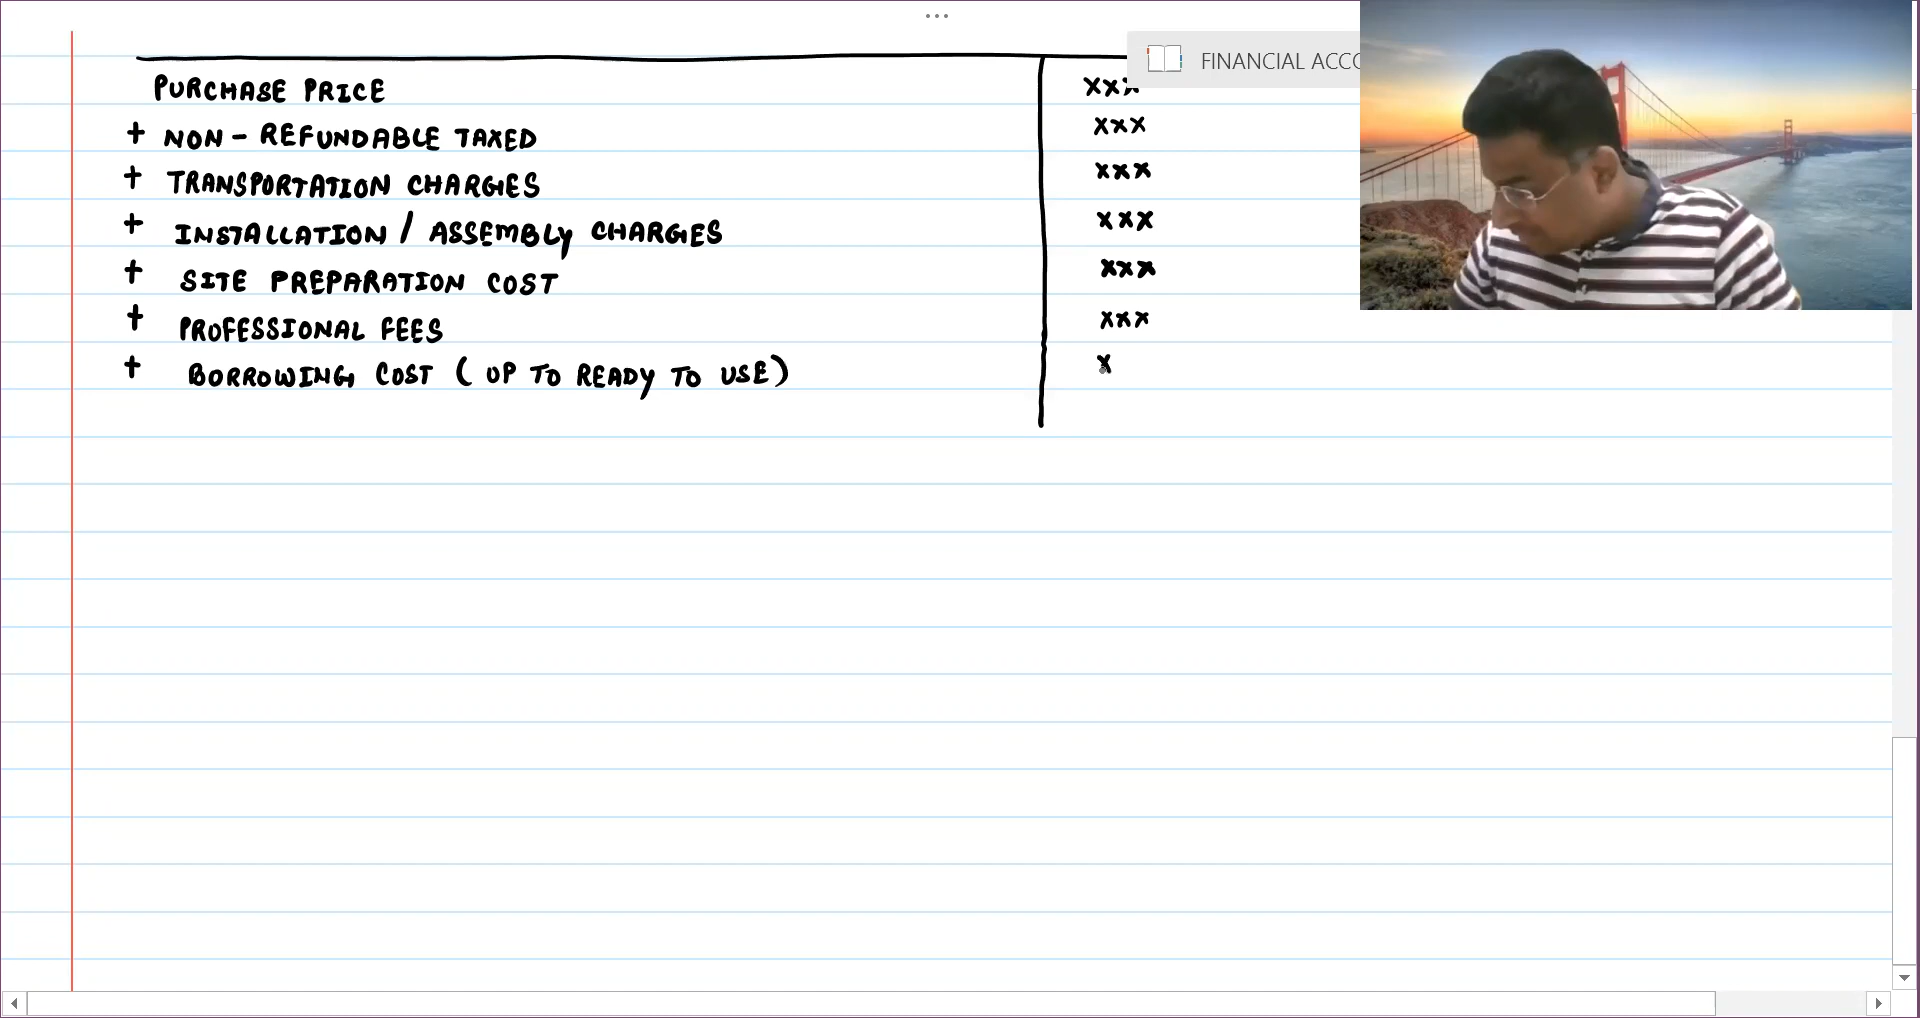 PURCHASE PRICE XXX
+ NON-REFUNDABLE TAXED XXX
+ TRANSPORTATION CHARGES XXX
+ INSTALLATION / ASSEMBLY CHARGES XXX
+ SITE PREPARATION COST XXX
+ PROFESSIONAL FEES XXX
+ BORROWING COST (UP TO READY TO USE) X
FINANCIAL ACCO